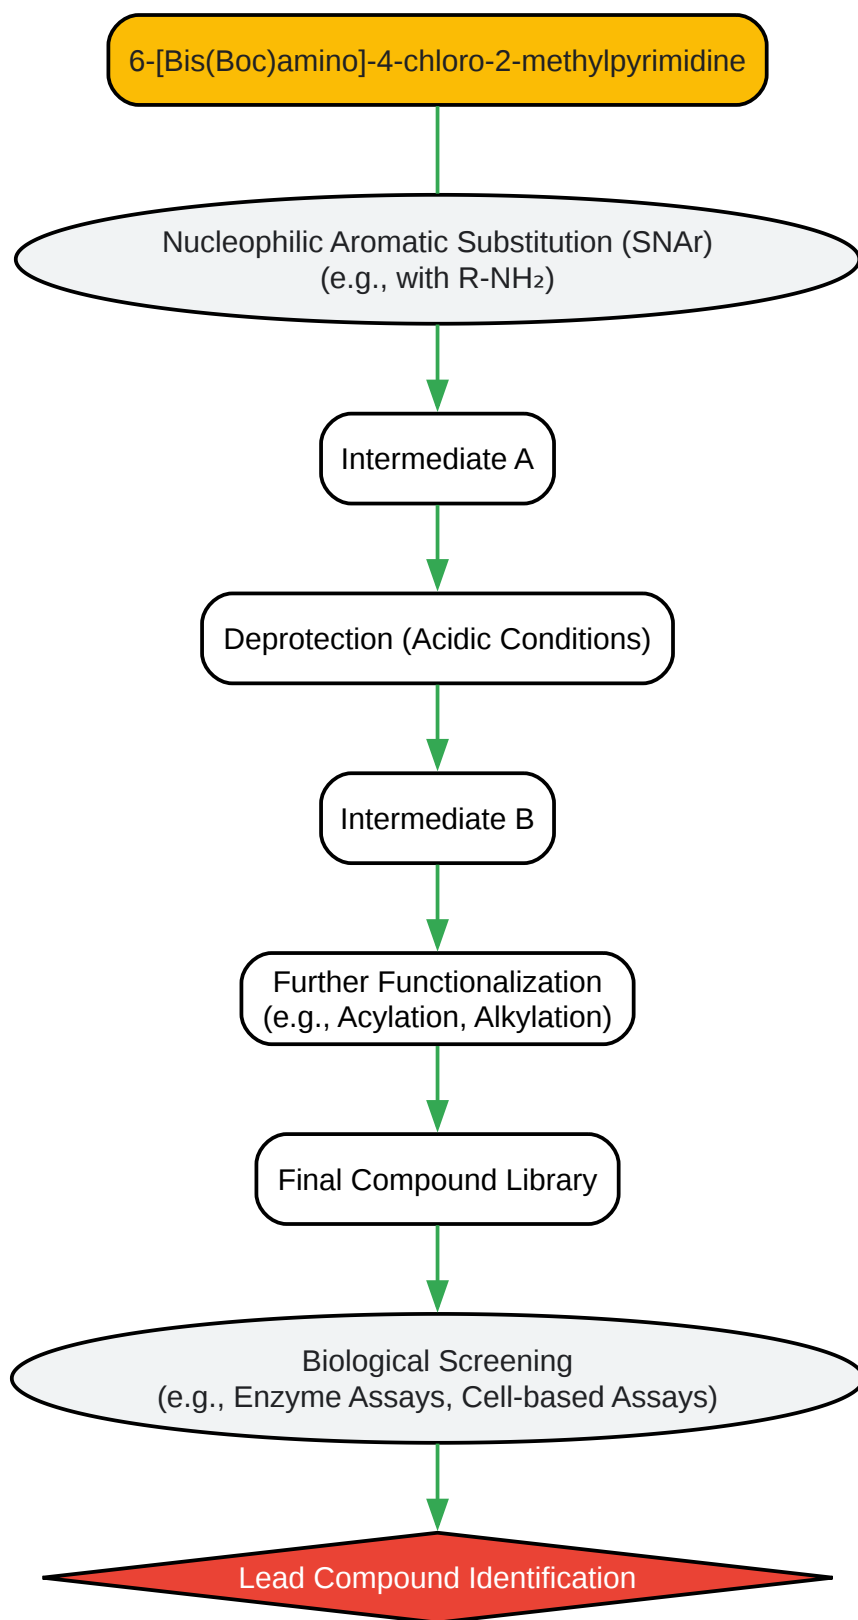 6-[Bis(Boc)amino]-4-chloro-2-methylpyrimidine
Nucleophilic Aromatic Substitution (SNAr)
(e.g., with R-NH₂)
Intermediate A
Deprotection (Acidic Conditions)
Intermediate B
Further Functionalization
(e.g., Acylation, Alkylation)
Final Compound Library
Biological Screening
(e.g., Enzyme Assays, Cell-based Assays)
Lead Compound Identification